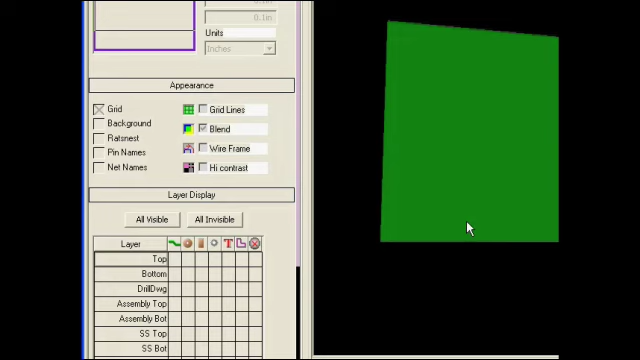 0.1in
Units
Inches
Appearance
Grid
Grid Lines
Background
Blend
Ratsnest
Wire Frame
Pin Names
Net Names
Hi contrast
Layer Display
All Visible
All Invisible
Layer
T
Top
Bottom
DrillDwg
Assembly Top
Assembly Bot
SS Top
SS Bot